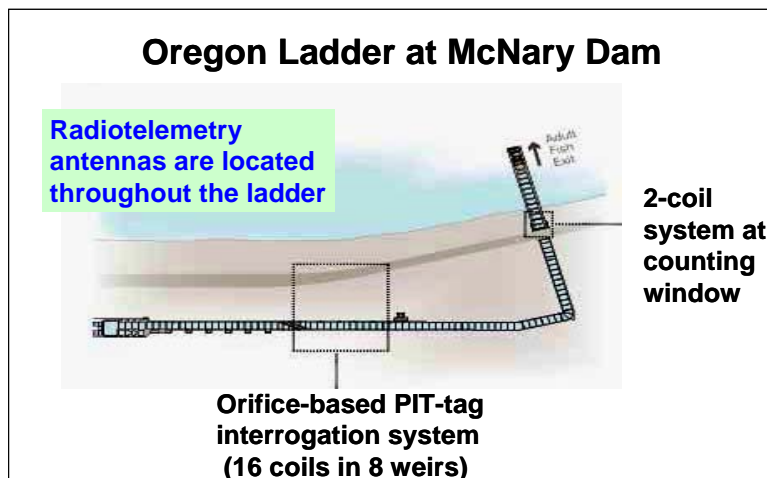 Oregon Ladder at McNary Dam
Radiotelemetry
antennas are located
throughout the ladder
Adult
Fish
Exit
2-coil
system at
counting
window
Orifice-based PIT-tag
interrogation system
(16 coils in 8 weirs)